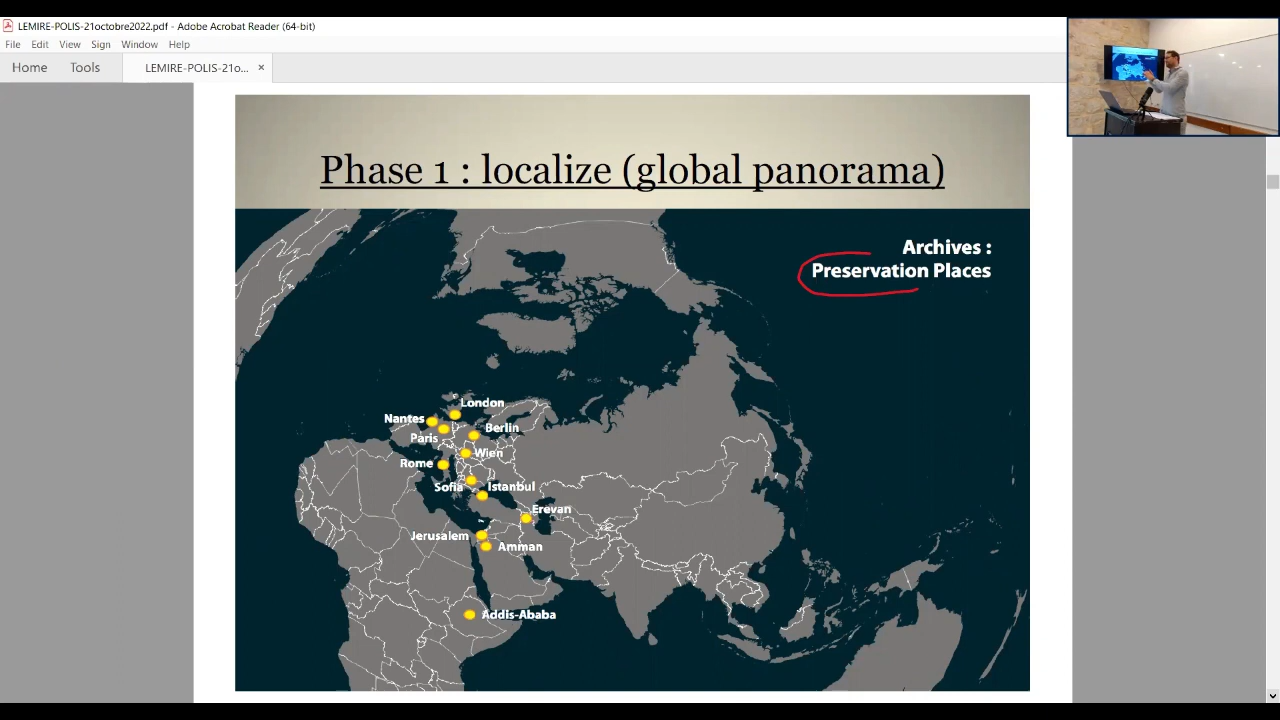 LEMIRE-POLIS-21octobre2022.pdf - Adobe Acrobat Reader (64-bit)
File Edit View Sign Window Help
Home Tools LEMIRE-POLIS-21o... ×
Phase 1 : localize (global panorama)
Archives :
Preservation Places
London
Nantes
Berlin
Paris
Wien
Rome
Sofia
Istanbul
Erevan
Jerusalem
Amman
Addis-Ababa